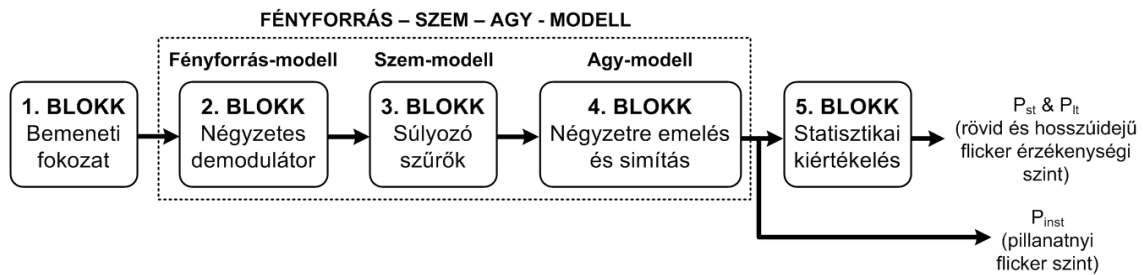 FÉNYFORRÁS – SZEM – AGY - MODELL
Fényforrás-modell
Szem-modell
Agy-modell
1. BLOKK
Bemeneti
fokozat
2. BLOKK
Négyzetes
demodulátor
3. BLOKK
Súlyozó
szűrők
4. BLOKK
Négyzetre emelés
és simítás
5. BLOKK
Statisztikai
kiértékelés
Pst & Plt
(rövid és hosszúidejű
flicker érzékenységi
szint)
Pinst
(pillanatnyi
flicker szint)